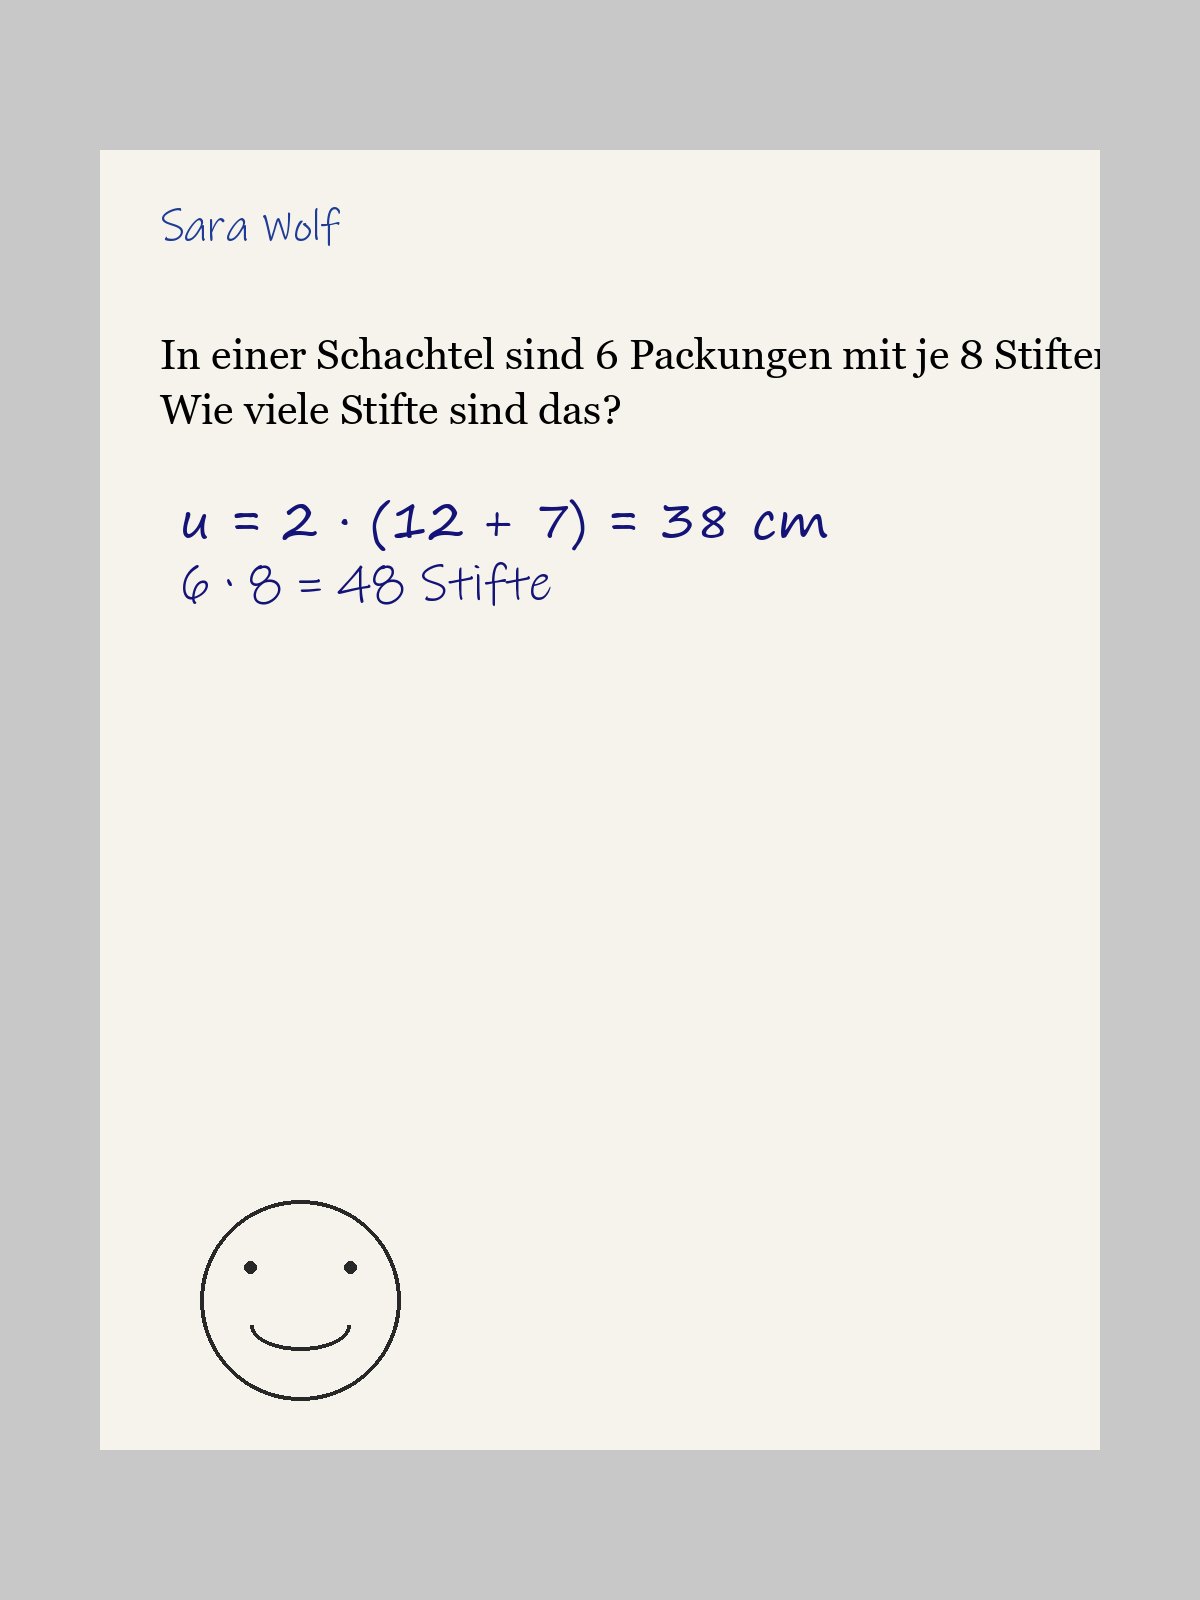 Sara Wolf
In einer Schachtel sind 6 Packungen mit je 8 Stiften
Wie viele Stifte sind das?
u = 2 · (12 + 7) = 38 cm
6 · 8 = 48 Stifte